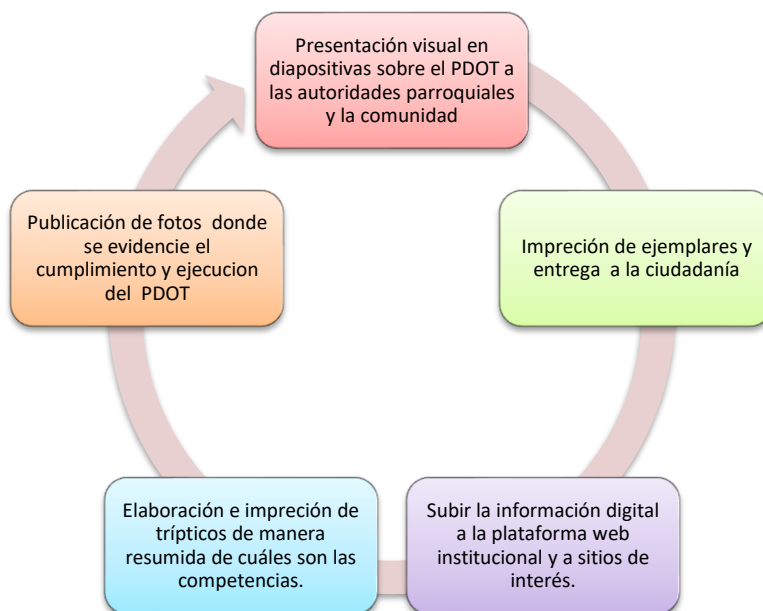 Presentación visual en
diapositivas sobre el PDOT a
las autoridades parroquiales
y la comunidad
Impreción de ejemplares y
entrega a la ciudadanía
Subir la información digital
a la plataforma web
institucional y a sitios de
interés.
Elaboración e impreción de
trípticos de manera
resumida de cuáles son las
competencias.
Publicación de fotos donde
se evidencie el
cumplimiento y ejecucion
del PDOT